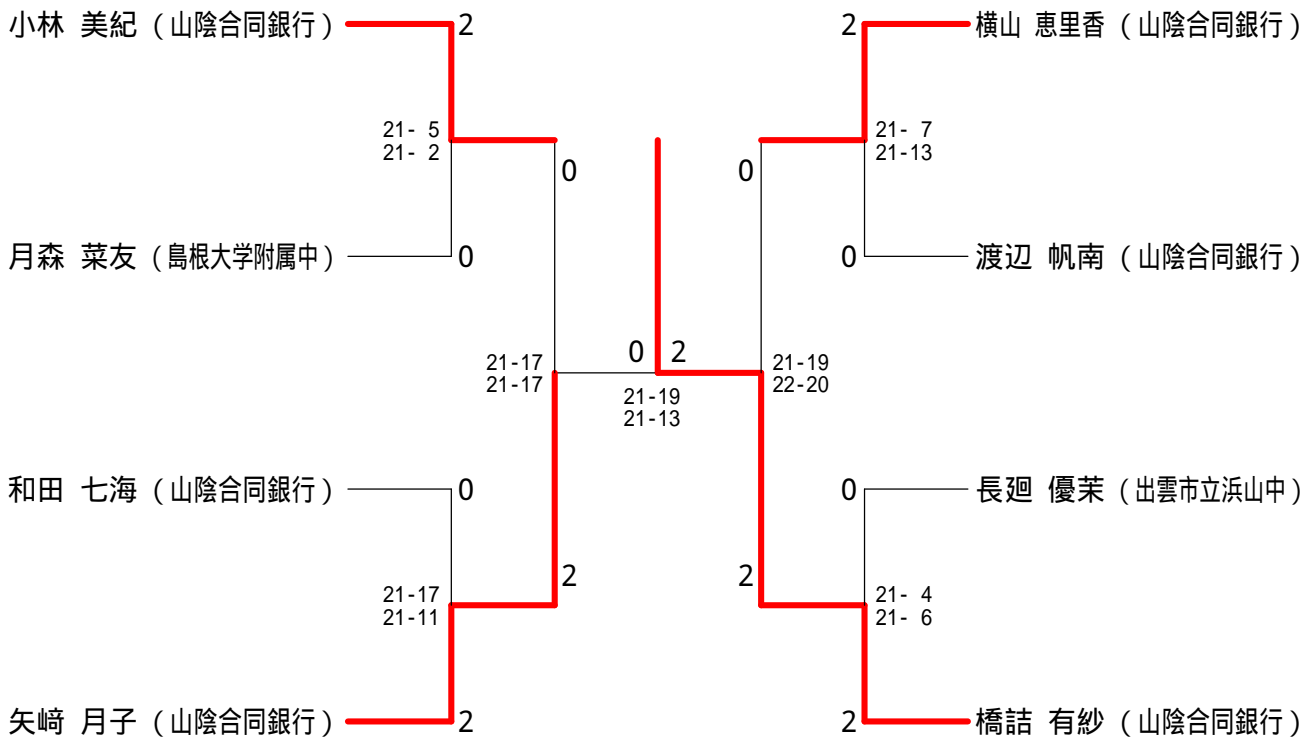 小林 美紀 (山陰合同銀行) 2 2 横山 恵里香 (山陰合同銀行)
21- 5 21- 7
21- 2 21-13
0 0
月森 菜友 (島根大学附属中) 0 0 渡辺 帆南 (山陰合同銀行)
21-17 0 2 21-19
21-17 22-20
21-19
21-13
和田 七海 (山陰合同銀行) 0 0 長廻 優茉 (出雲市立浜山中)
2 2
21-17 21- 4
21-11 21- 6
矢﨑 月子 (山陰合同銀行) 2 2 橋詰 有紗 (山陰合同銀行)